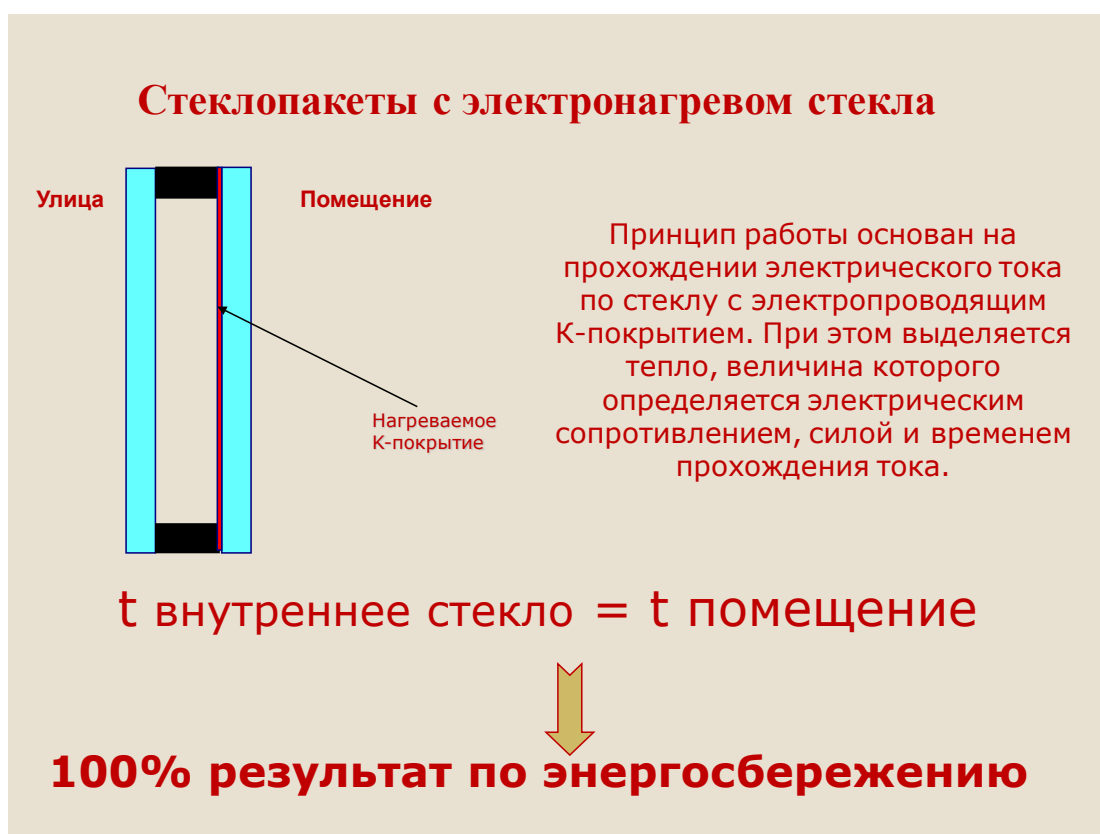 Стеклопакеты с электронагревом стекла
Улица
Помещение
Принцип работы основан на
прохождении электрического тока
по стеклу с электропроводящим
К-покрытием. При этом выделяется
тепло, величина которого
определяется электрическим
сопротивлением, силой и временем
прохождения тока.
Нагреваемое
К-покрытие
t внутреннее стекло = t помещение
100% результат по энергосбережению